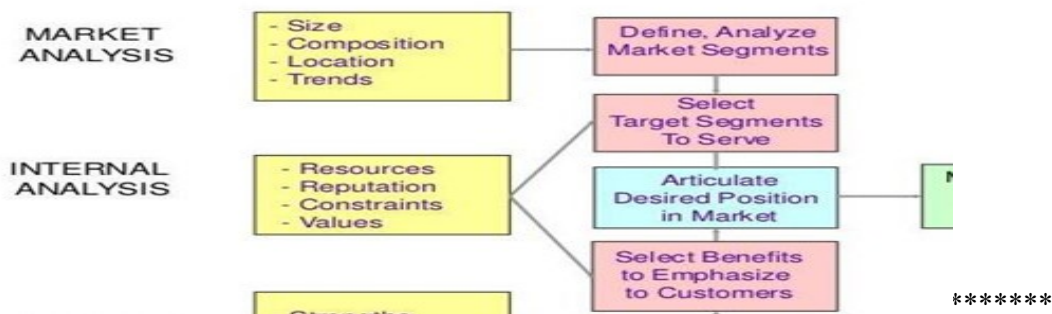 MARKET
ANALYSIS
- Size
- Composition
- Location
- Trends
Define, Analyze
Market Segments
Select
Target Segments
To Serve
INTERNAL
ANALYSIS
- Resources
- Reputation
- Constraints
- Values
Articulate
Desired Position
in Market
Select Benefits
to Emphasize
to Customers
*******